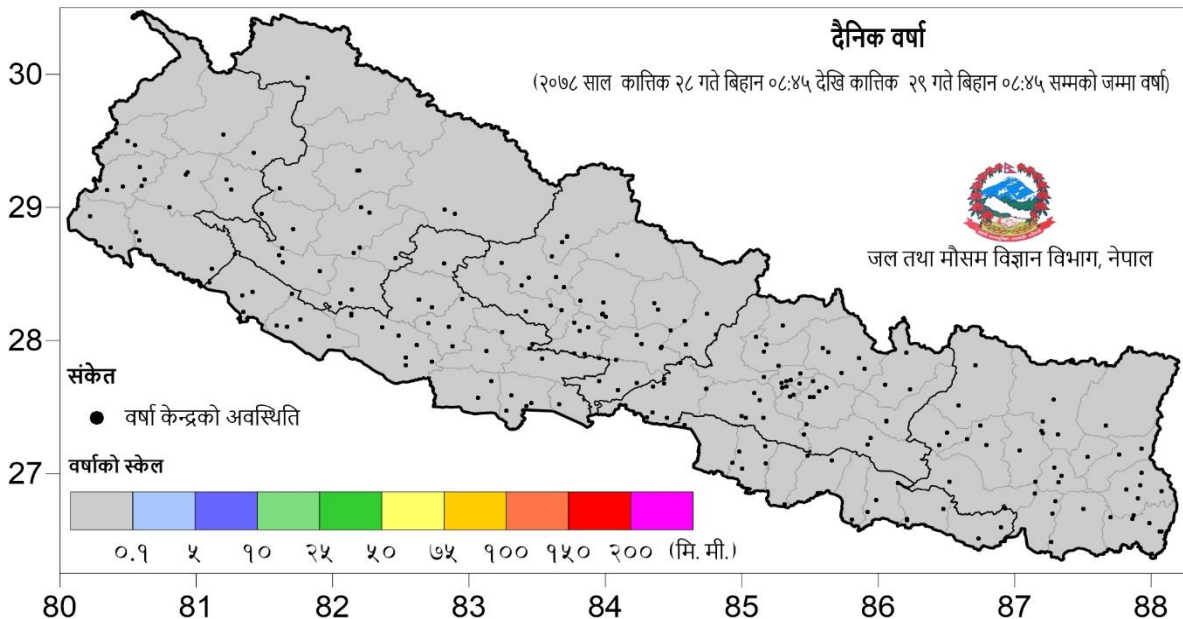 दैनिक वर्षा
(२०७८ साल कात्तिक २८ गते बिहान ०८:४५ देखि कात्तिक २९ गते बिहान ०८:४५ सम्मको जम्मा वर्षा)
जल तथा मौसम विज्ञान विभाग, नेपाल
30
29
28
27
संकेत
वर्षा केन्द्रको अवस्थिति
वर्षाको स्केल
०.१ ५ १० २५ ५० ७५ १०० १५० २०० (मि. मी.)
80 81 82 83 84 85 86 87 88